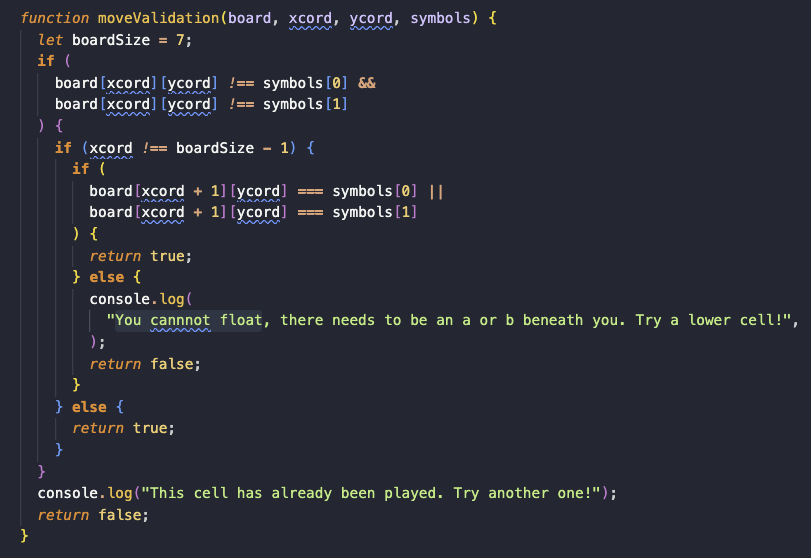 function moveValidation(board, xcord, ycord, symbols) {
  let boardSize = 7;
  if (
    board[xcord][ycord] !== symbols[0] &&
    board[xcord][ycord] !== symbols[1]
  ) {
    if (xcord !== boardSize - 1) {
      if (
        board[xcord + 1][ycord] === symbols[0] ||
        board[xcord + 1][ycord] === symbols[1]
      ) {
        return true;
      } else {
        console.log(
          "You cannnot float, there needs to be an a or b beneath you. Try a lower cell!",
        );
        return false;
      }
    } else {
      return true;
    }
  }
  console.log("This cell has already been played. Try another one!");
  return false;
}